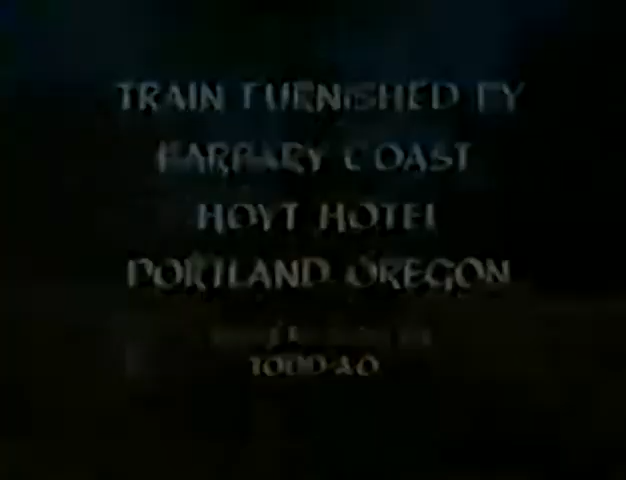 TRAIN FURNISHED BY
BARBARY COAST
HOYT HOTEL
PORTLAND OREGON
TODD-AO